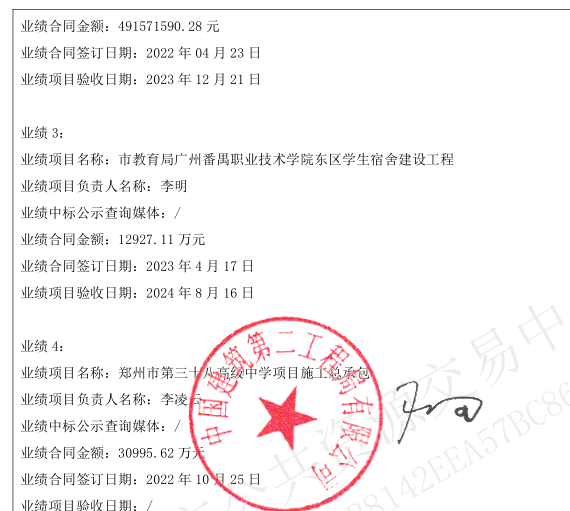 业绩合同金额：491571590.28 元
业绩合同签订日期：2022 年 04 月 23 日
业绩项目验收日期：2023 年 12 月 21 日
业绩 3：
业绩项目名称：市教育局广州番禺职业技术学院东区学生宿舍建设工程
业绩项目负责人名称：李明
业绩中标公示查询媒体：/
业绩合同金额：12927.11 万元
业绩合同签订日期：2023 年 4 月 17 日
业绩项目验收日期：2024 年 8 月 16 日
业绩 4：
业绩项目名称：郑州市第三十八高级中学项目施工总承包
业绩项目负责人名称：李凌云
业绩中标公示查询媒体：/
业绩合同金额：30995.62 万元
业绩合同签订日期：2022 年 10 月 25 日
业绩项目验收日期：/
中国建筑第二工程局有限公司
公共资源交易中
8142EEA57BC86